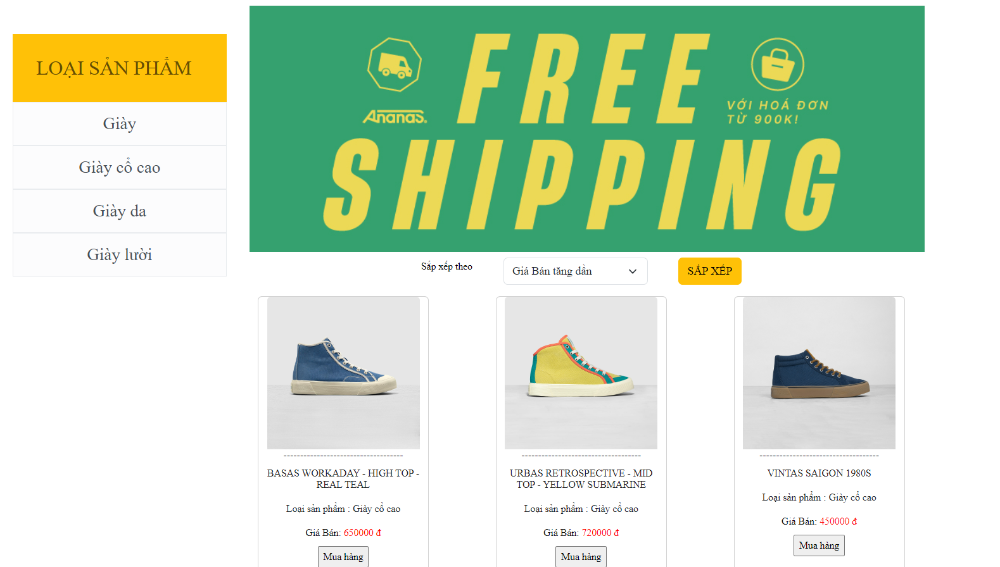 LOẠI SẢN PHẨM
Giày
Giày cổ cao
Giày da
Giày lười
FREE
Ananas.
VỚI HOÁ ĐƠN
TỪ 900K!
SHIPPING
Sắp xếp theo
Giá Bán tăng dần
SẮP XẾP
------------------------------------
BASAS WORKADAY - HIGH TOP -
REAL TEAL
Loại sản phẩm : Giày cổ cao
Giá Bán: 650000 đ
Mua hàng
------------------------------------
URBAS RETROSPECTIVE - MID
TOP - YELLOW SUBMARINE
Loại sản phẩm : Giày cổ cao
Giá Bán: 720000 đ
Mua hàng
------------------------------------
VINTAS SAIGON 1980S
Loại sản phẩm : Giày cổ cao
Giá Bán: 450000 đ
Mua hàng